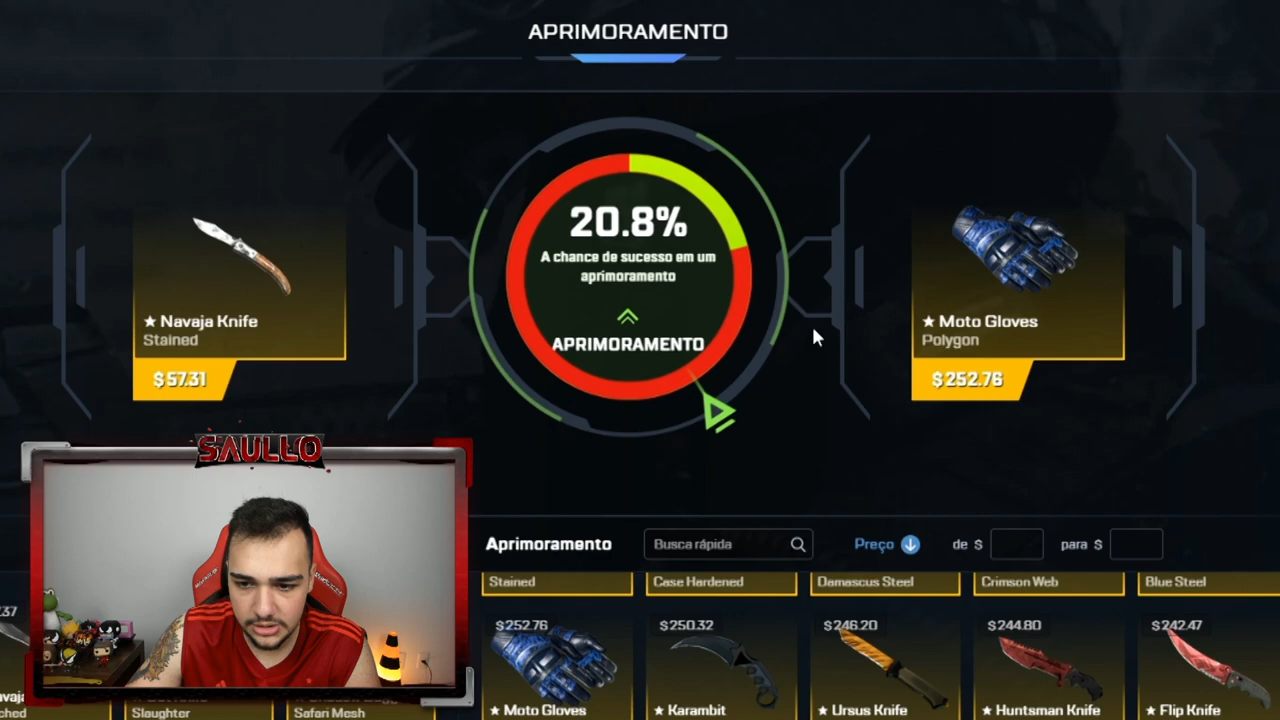 APRIMORAMENTO
20.8%
A chance de sucesso em um
aprimoramento
APRIMORAMENTO
★ Navaja Knife
Stained
$ 57.31
★ Moto Gloves
Polygon
$ 252.76
SAULLO
Aprimoramento
Busca rápida
Preço
de $
para $
Stained
Case Hardened
Damascus Steel
Crimson Web
Blue Steel
$252.76
$250.32
$246.20
$244.80
$242.47
★ Moto Gloves
★ Karambit
★ Ursus Knife
★ Huntsman Knife
★ Flip Knife
Slaughter
Safari Mesh